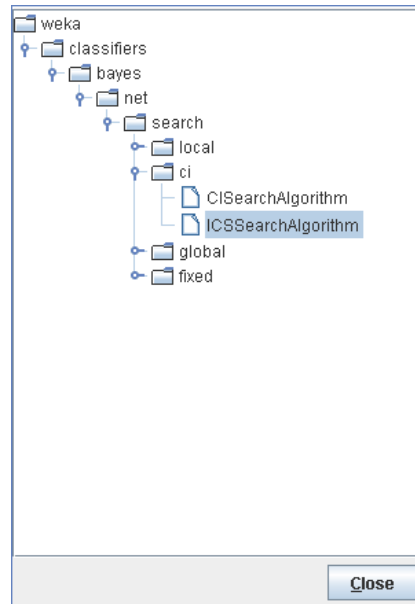 weka
classifiers
bayes
net
search
local
ci
CISearchAlgorithm
ICSSearchAlgorithm
global
fixed
Close